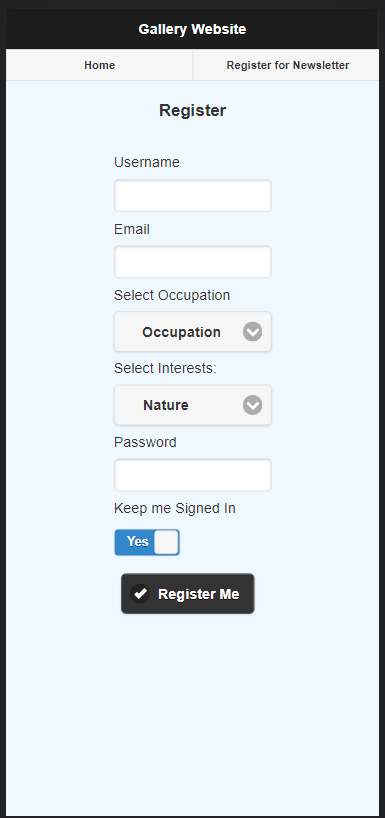 Gallery Website
Home
Register for Newsletter
Register
Username
Email
Select Occupation
Occupation
Select Interests:
Nature
Password
Keep me Signed In
Yes
Register Me